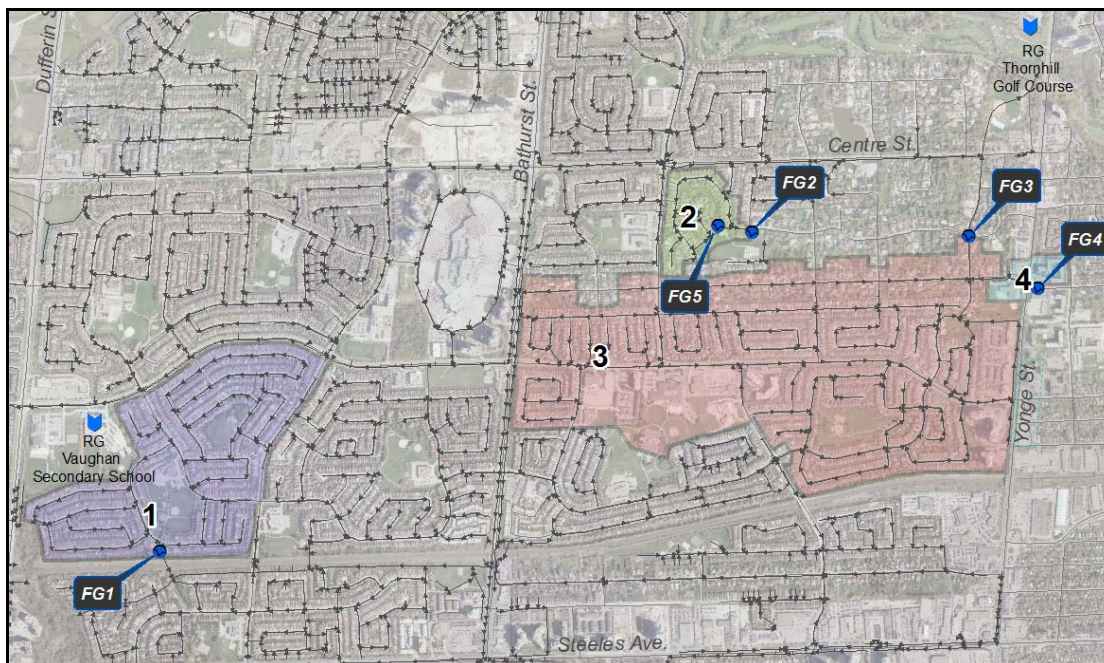 Dufferin S
Bathurst St.
RG
Thornhill
Golf Course
Centre St.
FG2
FG3
2
FG4
FG5
4
3
Yonge St.
RG
Vaughan
Secondary School
1
FG1
Steeles Ave.